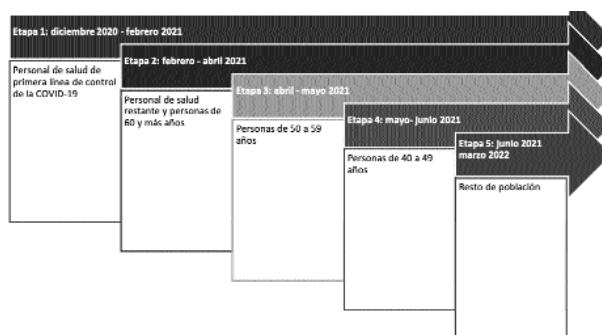 Etapa 1: diciembre 2020 - febrero 2021
Personal de salud de
primera línea de control
de la COVID-19
Etapa 2: febrero - abril 2021
Personal de salud
restante y personas de
60 y más años
Etapa 3: abril - mayo 2021
Personas de 50 a 59
años
Etapa 4: mayo- junio 2021
Personas de 40 a 49
años
Etapa 5: junio 2021
marzo 2022
Resto de población